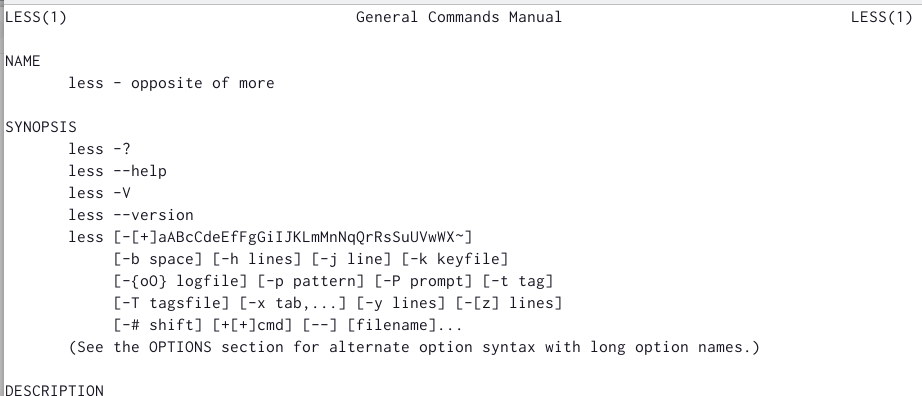 LESS(1) General Commands Manual LESS(1)
NAME
less - opposite of more
SYNOPSIS
less -?
less --help
less -V
less --version
less [-[+]aABcCdeEfFgGiIJKLmMnNqQrRsSuUVwWX~]
[-b space] [-h lines] [-j line] [-k keyfile]
[-{oO} logfile] [-p pattern] [-P prompt] [-t tag]
[-T tagsfile] [-x tab,...] [-y lines] [-[z] lines]
[-# shift] [+[+]cmd] [--] [filename]...
(See the OPTIONS section for alternate option syntax with long option names.)
DESCRIPTION